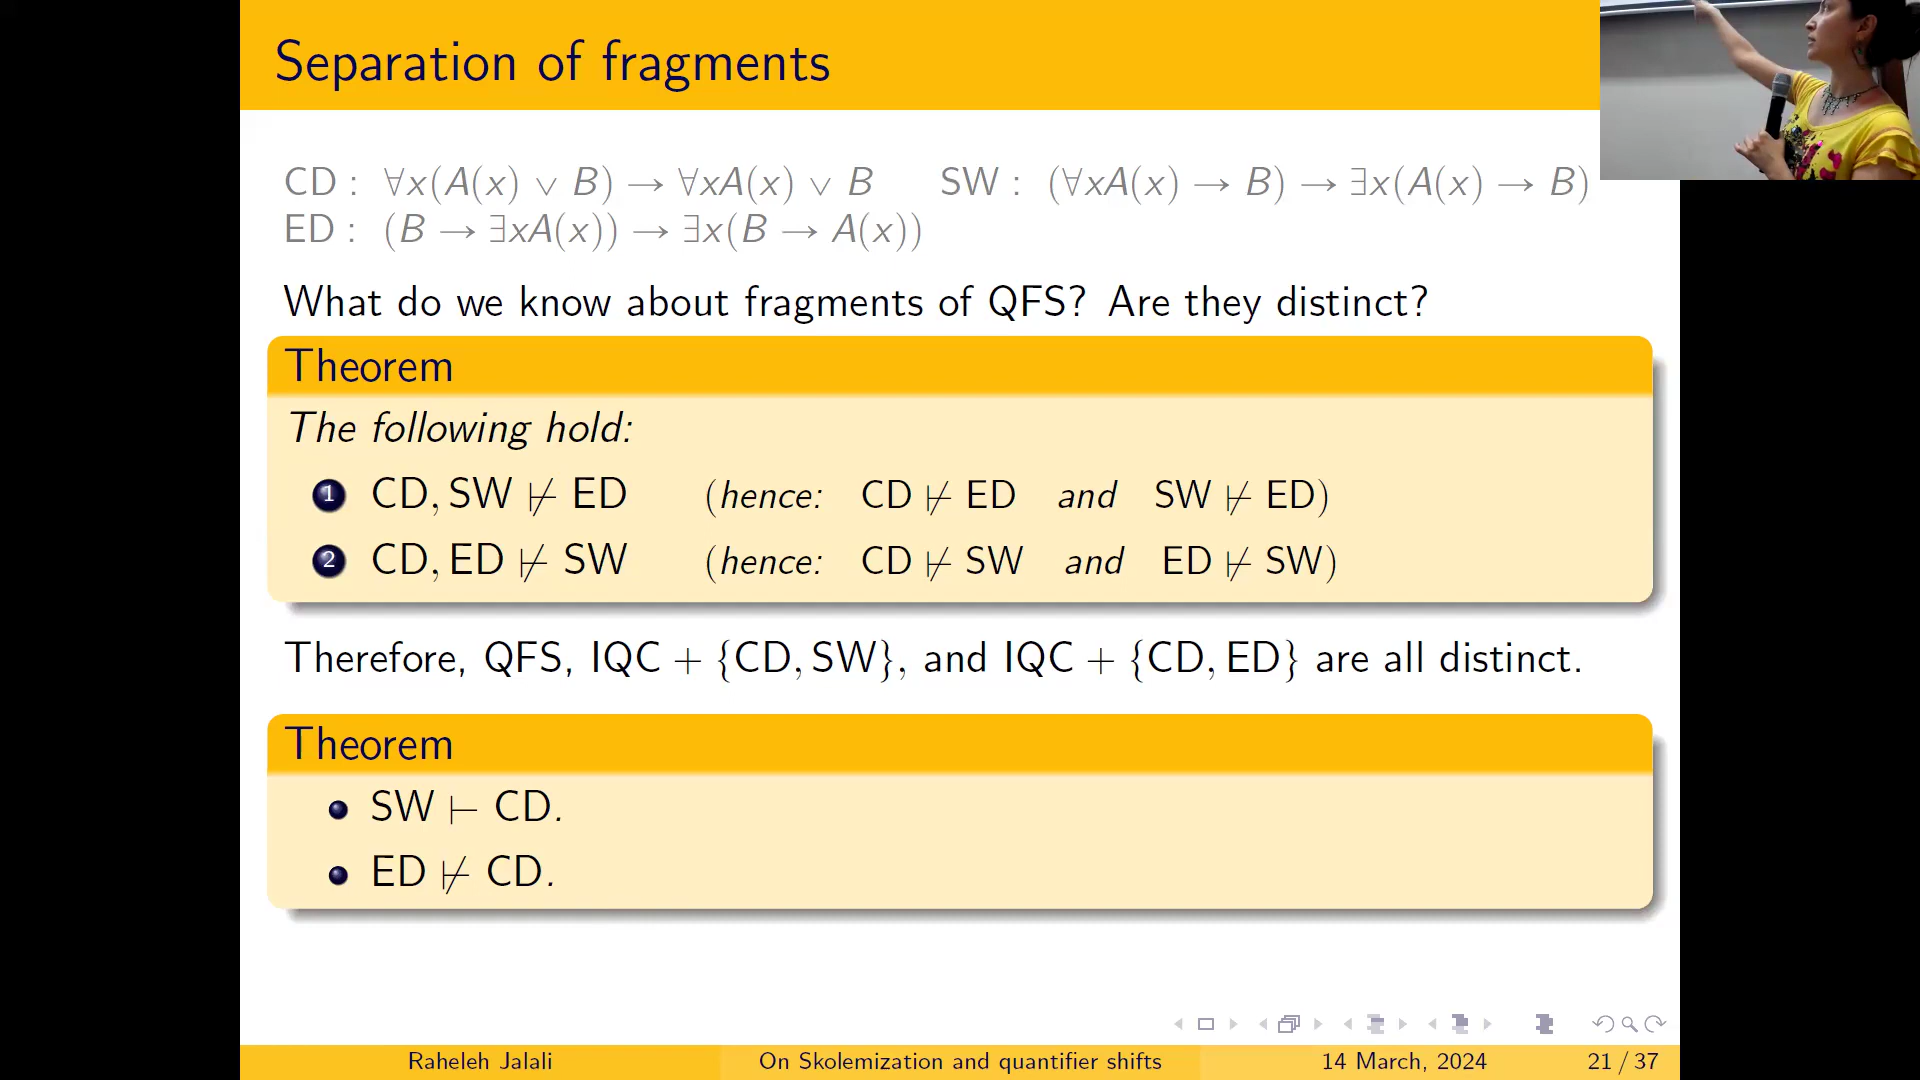 Separation of fragments
CD : ∀x(A(x) ∨ B) → ∀xA(x) ∨ B SW : (∀xA(x) → B) → ∃x(A(x) → B)
ED : (B → ∃xA(x)) → ∃x(B → A(x))
What do we know about fragments of QFS? Are they distinct?
Theorem
The following hold:
1 CD, SW ⊬ ED (hence: CD ⊬ ED and SW ⊬ ED)
2 CD, ED ⊬ SW (hence: CD ⊬ SW and ED ⊬ SW)
Therefore, QFS, IQC + {CD, SW}, and IQC + {CD, ED} are all distinct.
Theorem
• SW ⊢ CD.
• ED ⊬ CD.
Raheleh Jalali On Skolemization and quantifier shifts 14 March, 2024 21 / 37